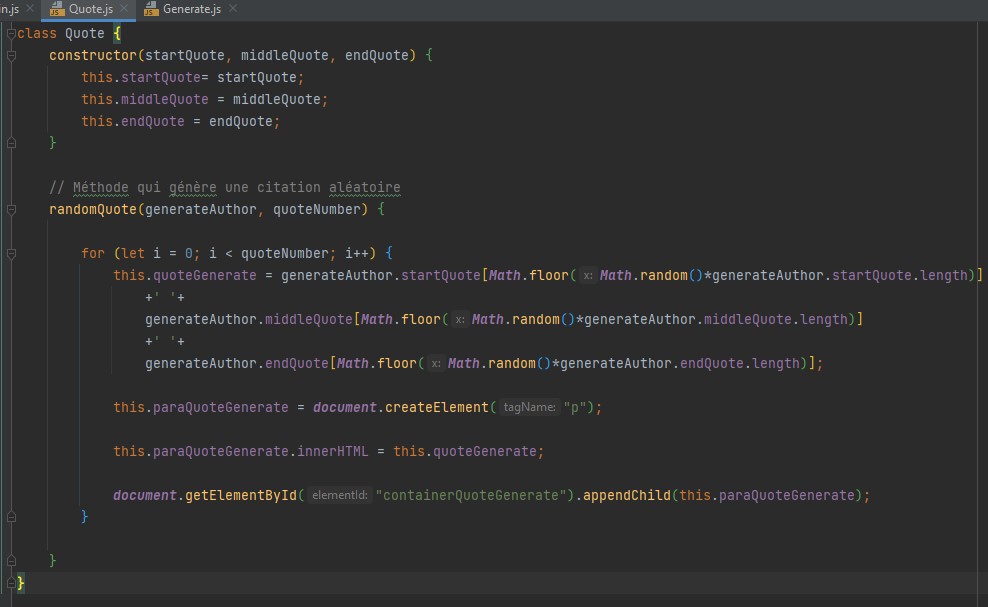 in.js Quote.js Generate.js
class Quote {
constructor(startQuote, middleQuote, endQuote) {
this.startQuote= startQuote;
this.middleQuote = middleQuote;
this.endQuote = endQuote;
}
// Méthode qui génère une citation aléatoire
randomQuote(generateAuthor, quoteNumber) {
for (let i = 0; i < quoteNumber; i++) {
this.quoteGenerate = generateAuthor.startQuote[Math.floor( x: Math.random()*generateAuthor.startQuote.length)]
+' '+
generateAuthor.middleQuote[Math.floor( x: Math.random()*generateAuthor.middleQuote.length)]
+' '+
generateAuthor.endQuote[Math.floor( x: Math.random()*generateAuthor.endQuote.length)];
this.paraQuoteGenerate = document.createElement( tagName: "p");
this.paraQuoteGenerate.innerHTML = this.quoteGenerate;
document.getElementById( elementId: "containerQuoteGenerate").appendChild(this.paraQuoteGenerate);
}
}
}